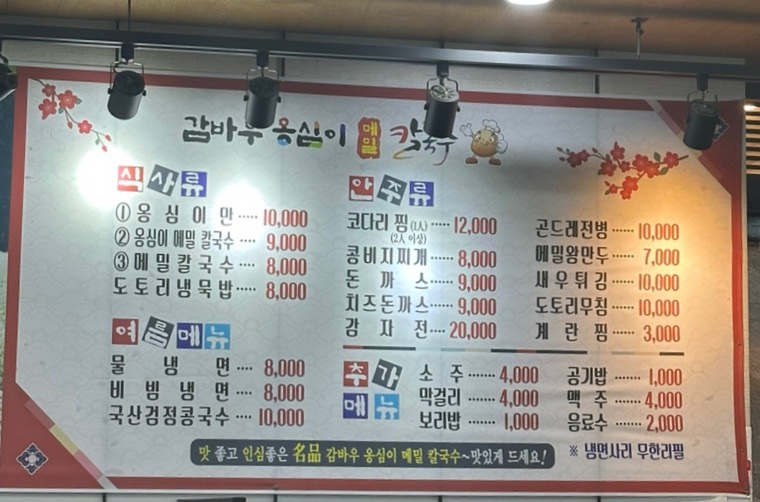 감바우 옹심이 메밀 칼국수
식사류
① 옹심이만 ····· 10,000
② 옹심이 메밀 칼국수 ···· 9,000
③ 메밀칼국수 ···· 8,000
도토리냉묵밥 ····· 8,000
여름메뉴
물냉면 ····· 8,000
비빔냉면 ····· 8,000
국산검정콩국수 ···· 10,000
안주류
코다리 찜(1인) ····· 12,000
(2인 이상)
콩비지찌개 ······ 8,000
돈까스 ······ 9,000
치즈돈까스 ······ 9,000
감자전 ····· 20,000
곤드레전병 ····· 10,000
메밀왕만두 ······ 7,000
새우튀김 ······ 10,000
도토리무침 ····· 10,000
계란찜 ······ 3,000
추가메뉴
소주 ······· 4,000
막걸리 ······· 4,000
보리밥 ······· 1,000
공기밥 ······· 1,000
맥주 ······· 4,000
음료수 ······· 2,000
맛 좋고 인심좋은 名品 감바우 옹심이 메밀 칼국수~맛있게 드세요!
※ 냉면사리 무한리필